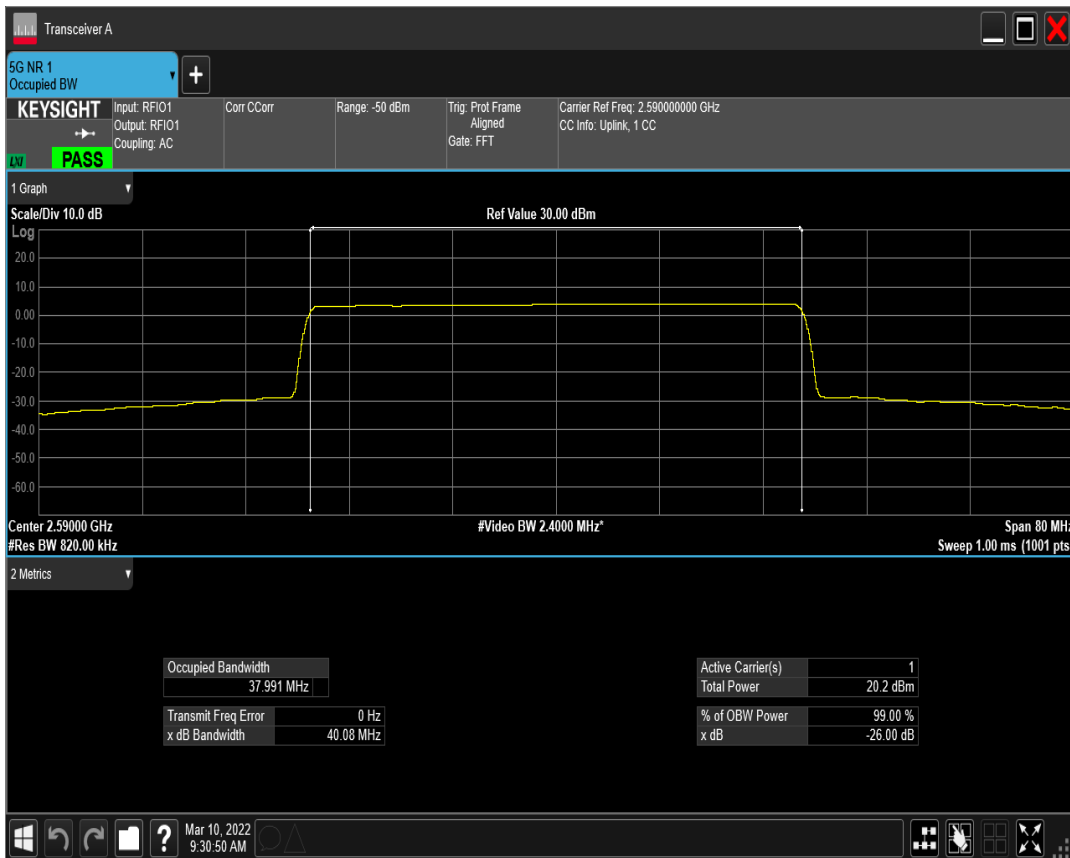 Transceiver A
5G NR 1
Occupied BW
+
KEYSIGHT
LXI
PASS
Input: RFIO1
Output: RFIO1
Coupling: AC
Corr CCorr
Range: -50 dBm
Trig: Prot Frame
Aligned
Gate: FFT
Carrier Ref Freq: 2.590000000 GHz
CC Info: Uplink, 1 CC
1 Graph
Scale/Div 10.0 dB
Ref Value 30.00 dBm
Log
20.0
10.0
0.00
-10.0
-20.0
-30.0
-40.0
-50.0
-60.0
Center 2.59000 GHz
#Video BW 2.4000 MHz*
Span 80 MHz
#Res BW 820.00 kHz
Sweep 1.00 ms (1001 pts
2 Metrics
Occupied Bandwidth
37.991 MHz
Transmit Freq Error 0 Hz
x dB Bandwidth 40.08 MHz
Active Carrier(s) 1
Total Power 20.2 dBm
% of OBW Power 99.00 %
x dB -26.00 dB
?
Mar 10, 2022
9:30:50 AM